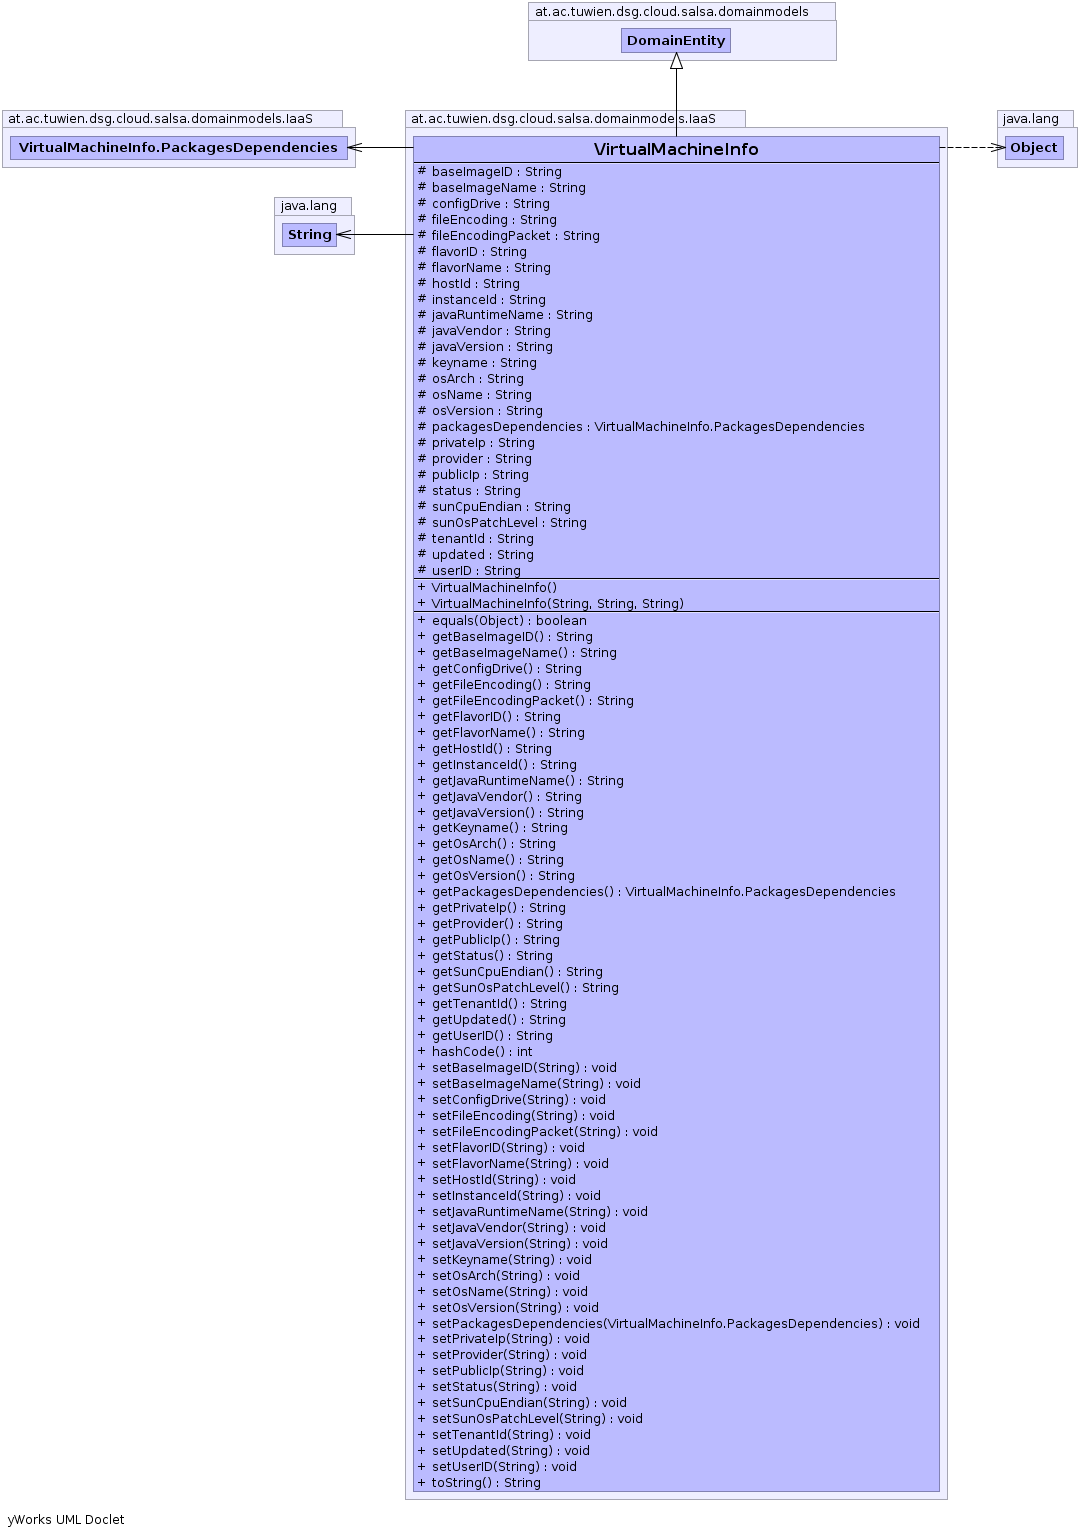 at.ac.tuwien.dsg.cloud.salsa.domainmodels
DomainEntity
at.ac.tuwien.dsg.cloud.salsa.domainmodels.IaaS
VirtualMachineInfo.PackagesDependencies
java.lang
String
java.lang
Object
at.ac.tuwien.dsg.cloud.salsa.domainmodels.IaaS
VirtualMachineInfo
# baseImageID : String
# baseImageName : String
# configDrive : String
# fileEncoding : String
# fileEncodingPacket : String
# flavorID : String
# flavorName : String
# hostId : String
# instanceId : String
# javaRuntimeName : String
# javaVendor : String
# javaVersion : String
# keyname : String
# osArch : String
# osName : String
# osVersion : String
# packagesDependencies : VirtualMachineInfo.PackagesDependencies
# privateIp : String
# provider : String
# publicIp : String
# status : String
# sunCpuEndian : String
# sunOsPatchLevel : String
# tenantId : String
# updated : String
# userID : String
+ VirtualMachineInfo()
+ VirtualMachineInfo(String, String, String)
+ equals(Object) : boolean
+ getBaseImageID() : String
+ getBaseImageName() : String
+ getConfigDrive() : String
+ getFileEncoding() : String
+ getFileEncodingPacket() : String
+ getFlavorID() : String
+ getFlavorName() : String
+ getHostId() : String
+ getInstanceId() : String
+ getJavaRuntimeName() : String
+ getJavaVendor() : String
+ getJavaVersion() : String
+ getKeyname() : String
+ getOsArch() : String
+ getOsName() : String
+ getOsVersion() : String
+ getPackagesDependencies() : VirtualMachineInfo.PackagesDependencies
+ getPrivateIp() : String
+ getProvider() : String
+ getPublicIp() : String
+ getStatus() : String
+ getSunCpuEndian() : String
+ getSunOsPatchLevel() : String
+ getTenantId() : String
+ getUpdated() : String
+ getUserID() : String
+ hashCode() : int
+ setBaseImageID(String) : void
+ setBaseImageName(String) : void
+ setConfigDrive(String) : void
+ setFileEncoding(String) : void
+ setFileEncodingPacket(String) : void
+ setFlavorID(String) : void
+ setFlavorName(String) : void
+ setHostId(String) : void
+ setInstanceId(String) : void
+ setJavaRuntimeName(String) : void
+ setJavaVendor(String) : void
+ setJavaVersion(String) : void
+ setKeyname(String) : void
+ setOsArch(String) : void
+ setOsName(String) : void
+ setOsVersion(String) : void
+ setPackagesDependencies(VirtualMachineInfo.PackagesDependencies) : void
+ setPrivateIp(String) : void
+ setProvider(String) : void
+ setPublicIp(String) : void
+ setStatus(String) : void
+ setSunCpuEndian(String) : void
+ setSunOsPatchLevel(String) : void
+ setTenantId(String) : void
+ setUpdated(String) : void
+ setUserID(String) : void
+ toString() : String
yWorks UML Doclet